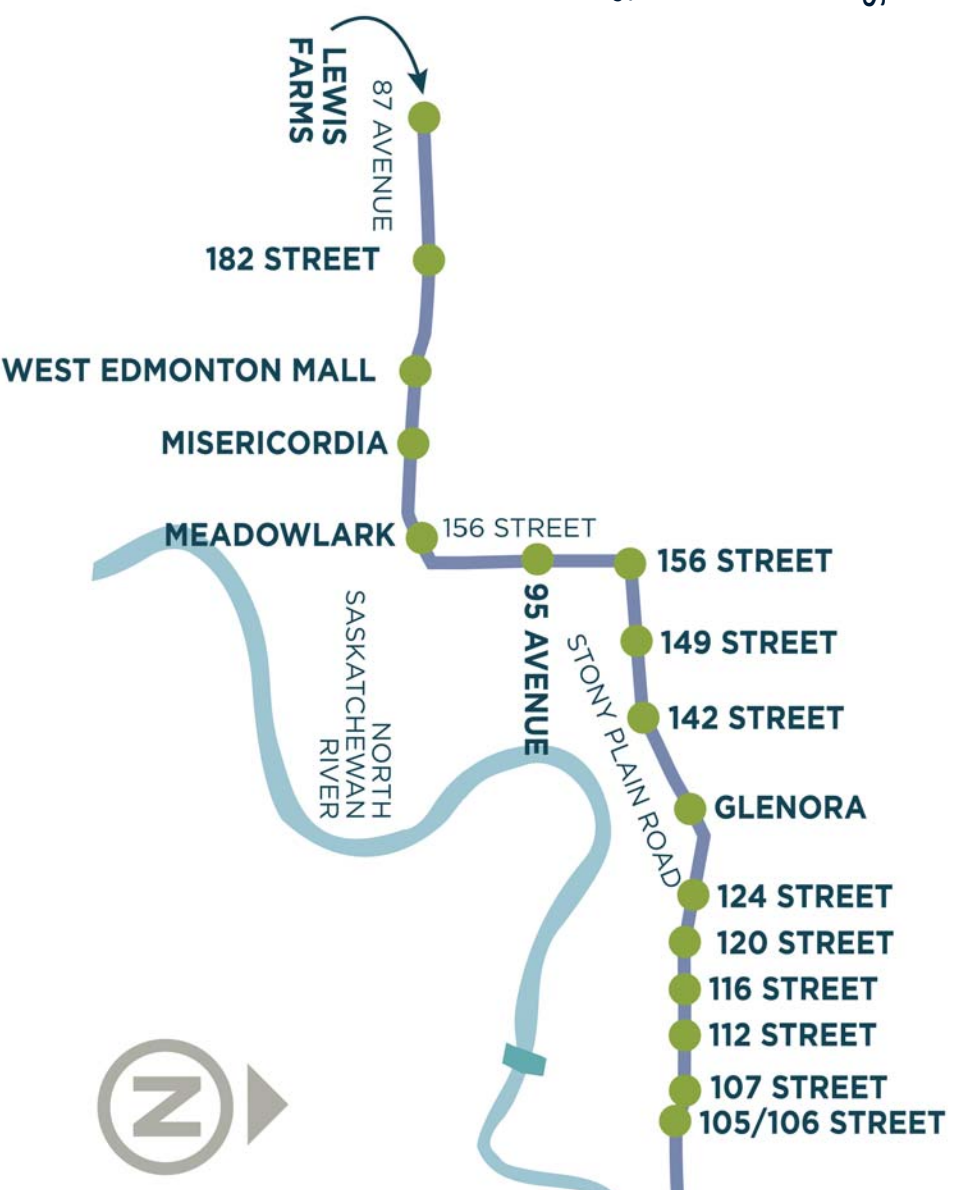 LEWIS
FARMS
87 AVENUE
182 STREET
WEST EDMONTON MALL
MISERICORDIA
MEADOWLARK
156 STREET
156 STREET
95 AVENUE
149 STREET
STONY PLAIN ROAD
142 STREET
NORTH
SASKATCHEWAN
RIVER
GLENORA
124 STREET
120 STREET
116 STREET
112 STREET
107 STREET
105/106 STREET
N